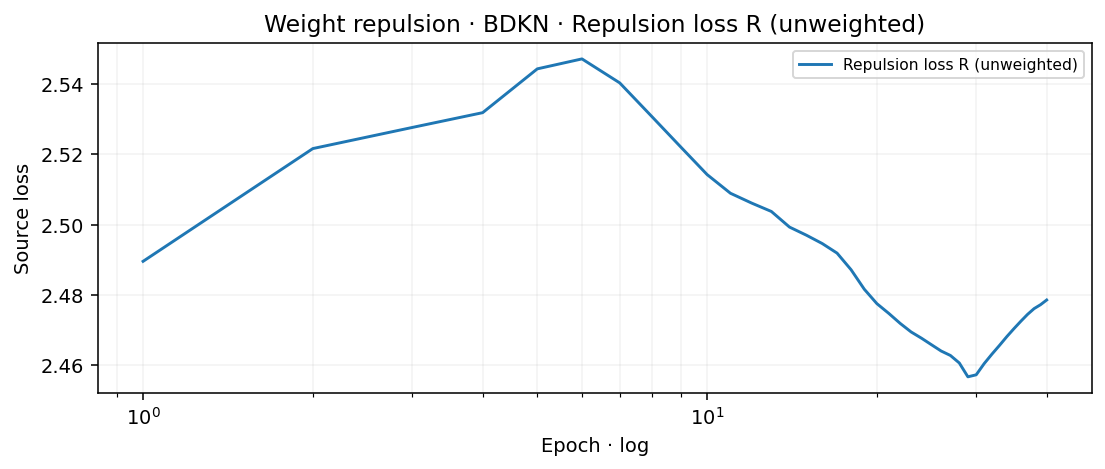 Weight repulsion · BDKN · Repulsion loss R (unweighted)
Repulsion loss R (unweighted)
Source loss
2.54
2.52
2.50
2.48
2.46
10⁰
10¹
Epoch · log